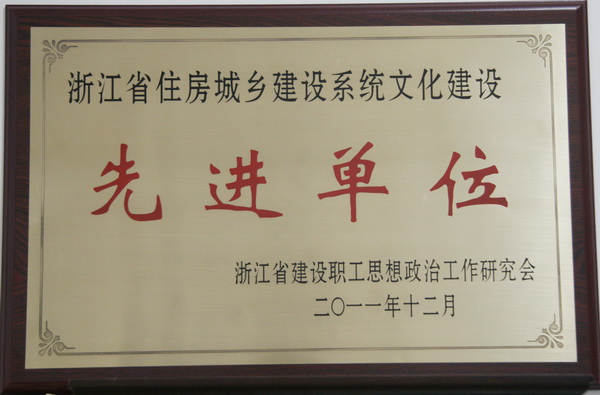 浙江省住房城乡建设系统文化建设
先进单位
浙江省建设职工思想政治工作研究会
二〇一一年十二月